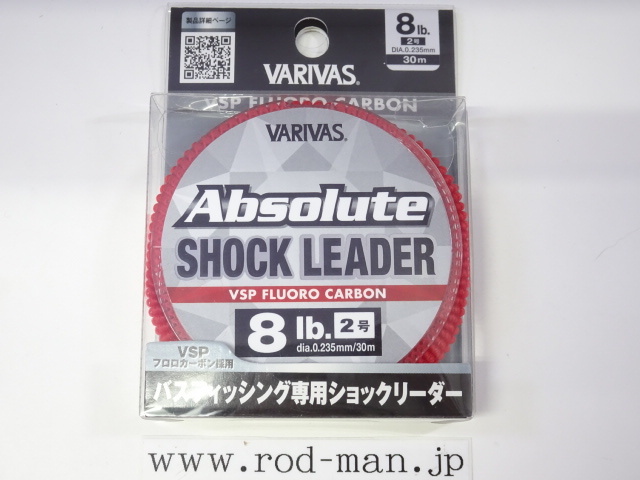 製品詳細ページ
8 lb.
2号
DIA.0.235mm
30m
VARIVAS®
VSP FLUORO CARBON
VARIVAS®
Absolute
SHOCK LEADER
VSP FLUORO CARBON
8 lb. 2号
dia.0.235mm/30m
VSP
フロロカーボン採用
バスフィッシング専用ショックリーダー
www.rod-man.jp